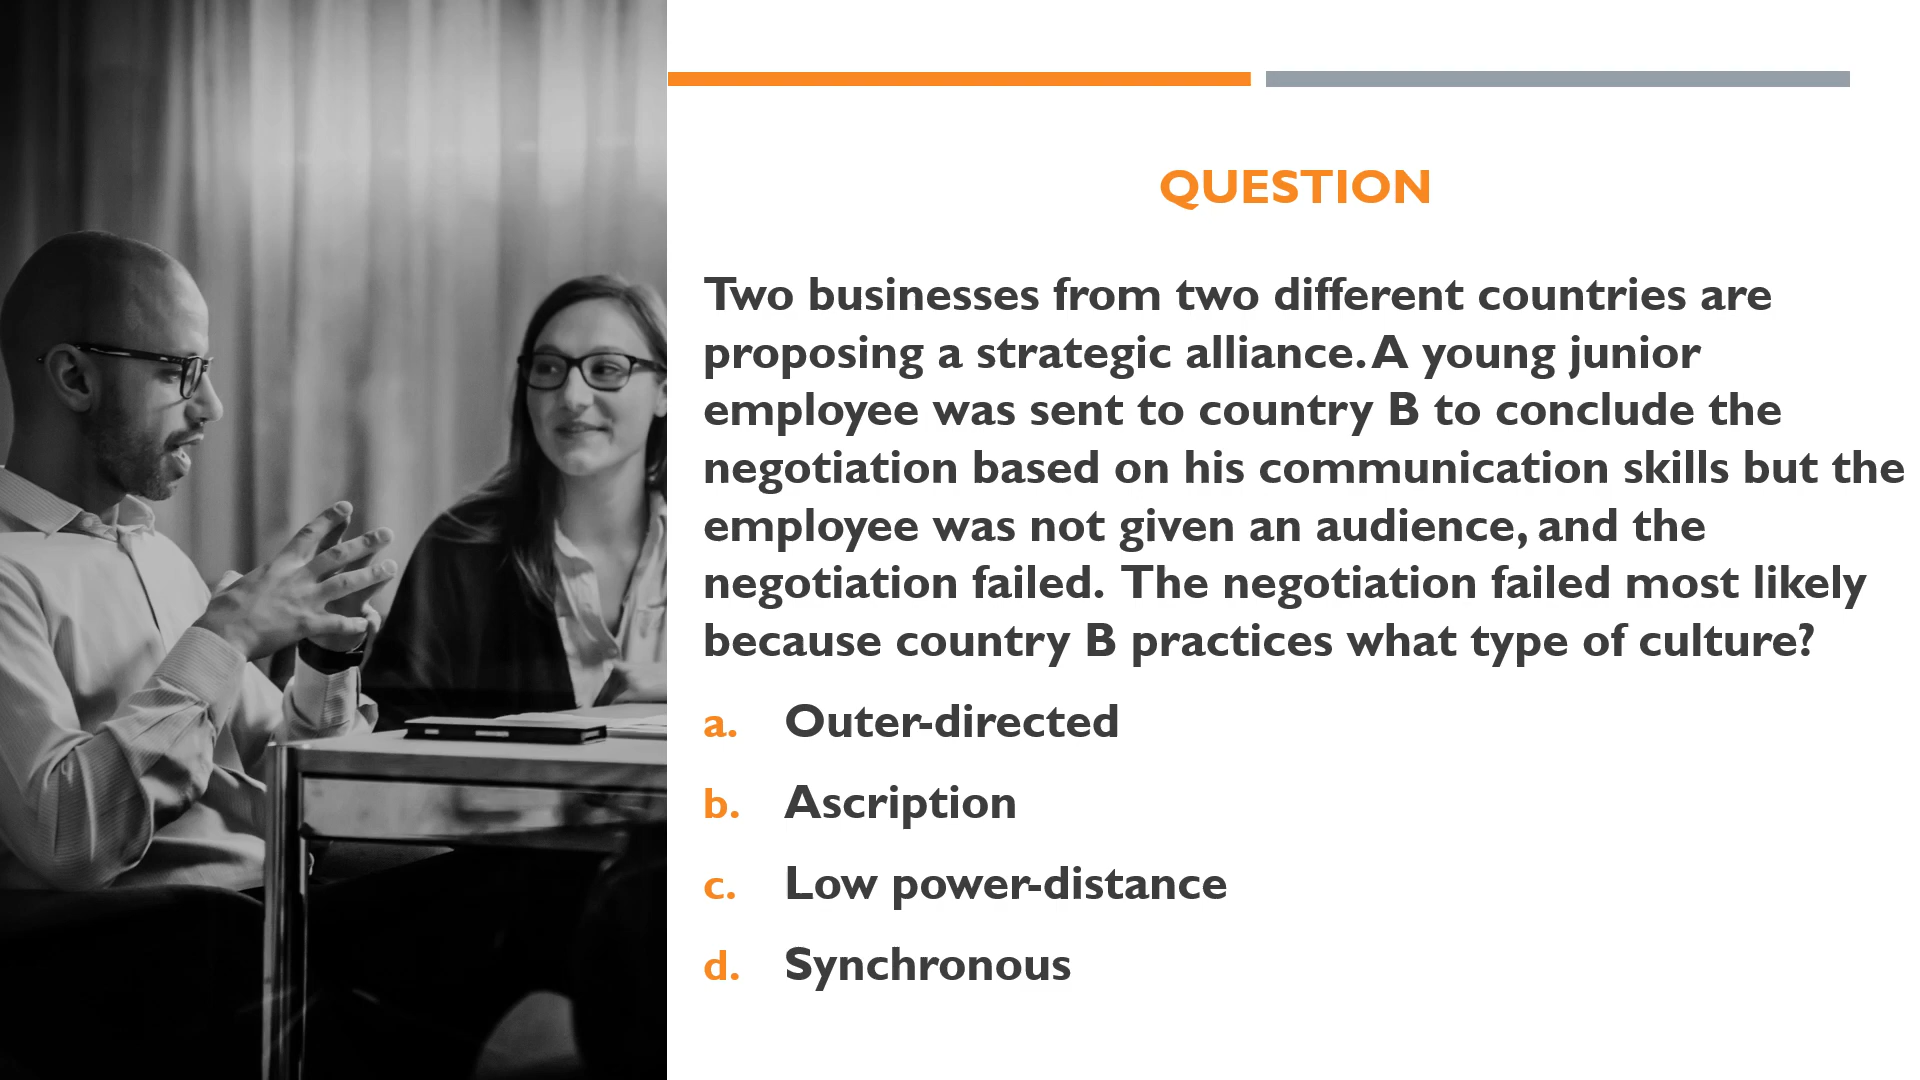 QUESTION
Two businesses from two different countries are
proposing a strategic alliance. A young junior
employee was sent to country B to conclude the
negotiation based on his communication skills but the
employee was not given an audience, and the
negotiation failed. The negotiation failed most likely
because country B practices what type of culture?
a. Outer-directed
b. Ascription
c. Low power-distance
d. Synchronous